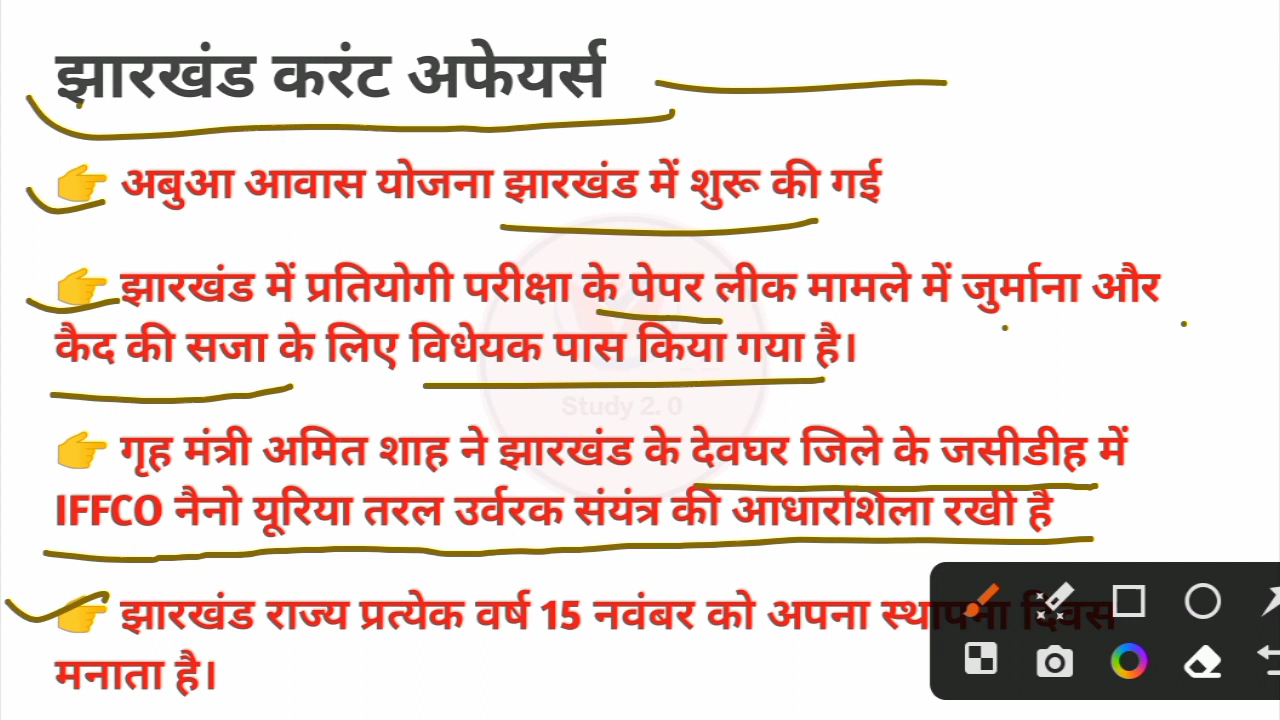 झारखंड करंट अफेयर्स
👉 अबुआ आवास योजना झारखंड में शुरू की गई
👉 झारखंड में प्रतियोगी परीक्षा के पेपर लीक मामले में जुर्माना और
कैद की सजा के लिए विधेयक पास किया गया है।
Study 2.0
👉 गृह मंत्री अमित शाह ने झारखंड के देवघर जिले के जसीडीह में
IFFCO नैनो यूरिया तरल उर्वरक संयंत्र की आधारशिला रखी है
👉 झारखंड राज्य प्रत्येक वर्ष 15 नवंबर को अपना स्थापना दिवस
मनाता है।